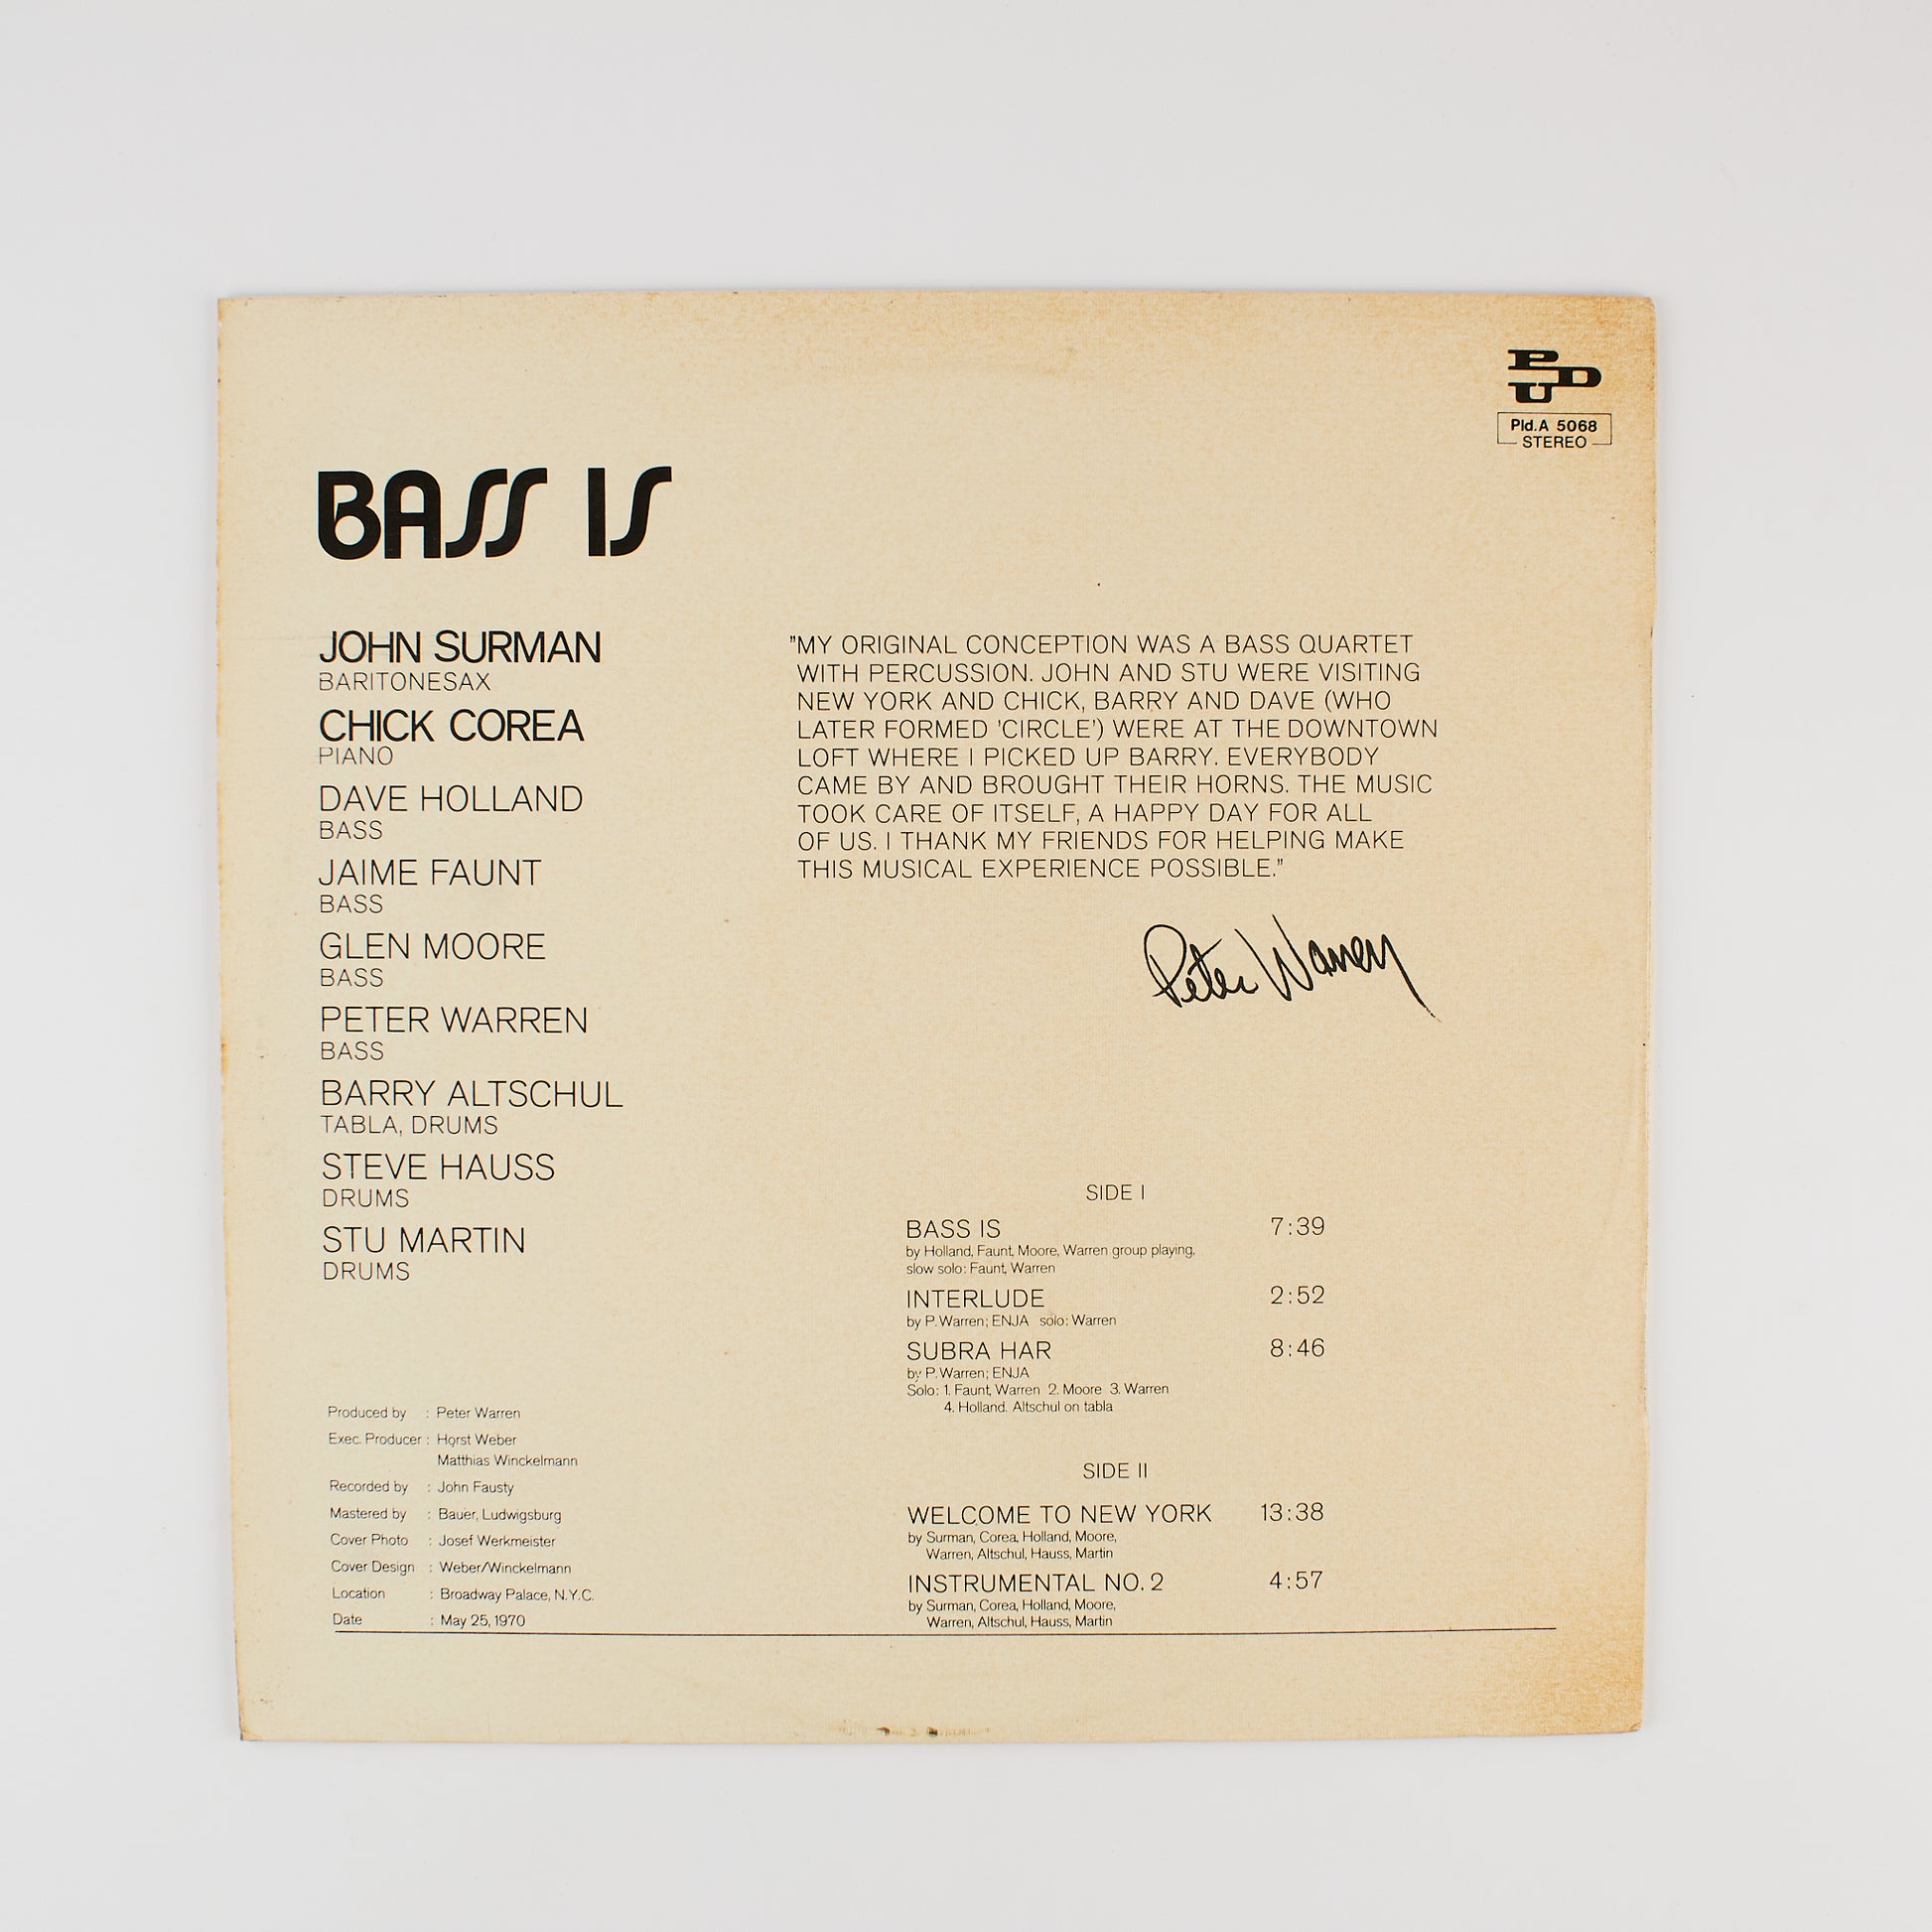 PDU
Pld.A 5068
STEREO
BASS IS
JOHN SURMAN
BARITONESAX
CHICK COREA
PIANO
DAVE HOLLAND
BASS
JAIME FAUNT
BASS
GLEN MOORE
BASS
PETER WARREN
BASS
BARRY ALTSCHUL
TABLA, DRUMS
STEVE HAUSS
DRUMS
STU MARTIN
DRUMS
Produced by : Peter Warren
Exec. Producer : Horst Weber
Matthias Winckelmann
Recorded by : John Fausty
Mastered by : Bauer, Ludwigsburg
Cover Photo : Josef Werkmeister
Cover Design : Weber/Winckelmann
Location : Broadway Palace, N.Y.C.
Date : May 25, 1970
"MY ORIGINAL CONCEPTION WAS A BASS QUARTET
WITH PERCUSSION. JOHN AND STU WERE VISITING
NEW YORK AND CHICK, BARRY AND DAVE (WHO
LATER FORMED 'CIRCLE') WERE AT THE DOWNTOWN
LOFT WHERE I PICKED UP BARRY. EVERYBODY
CAME BY AND BROUGHT THEIR HORNS. THE MUSIC
TOOK CARE OF ITSELF, A HAPPY DAY FOR ALL
OF US. I THANK MY FRIENDS FOR HELPING MAKE
THIS MUSICAL EXPERIENCE POSSIBLE."
Peter Warren
SIDE I
BASS IS 7:39
by Holland, Faunt, Moore, Warren group playing,
slow solo: Faunt, Warren
INTERLUDE 2:52
by P. Warren; ENJA solo: Warren
SUBRA HAR 8:46
by P. Warren; ENJA
Solo: 1. Faunt, Warren 2. Moore 3. Warren
4. Holland. Altschul on tabla
SIDE II
WELCOME TO NEW YORK 13:38
by Surman, Corea, Holland, Moore,
Warren, Altschul, Hauss, Martin
INSTRUMENTAL NO. 2 4:57
by Surman, Corea, Holland, Moore,
Warren, Altschul, Hauss, Martin